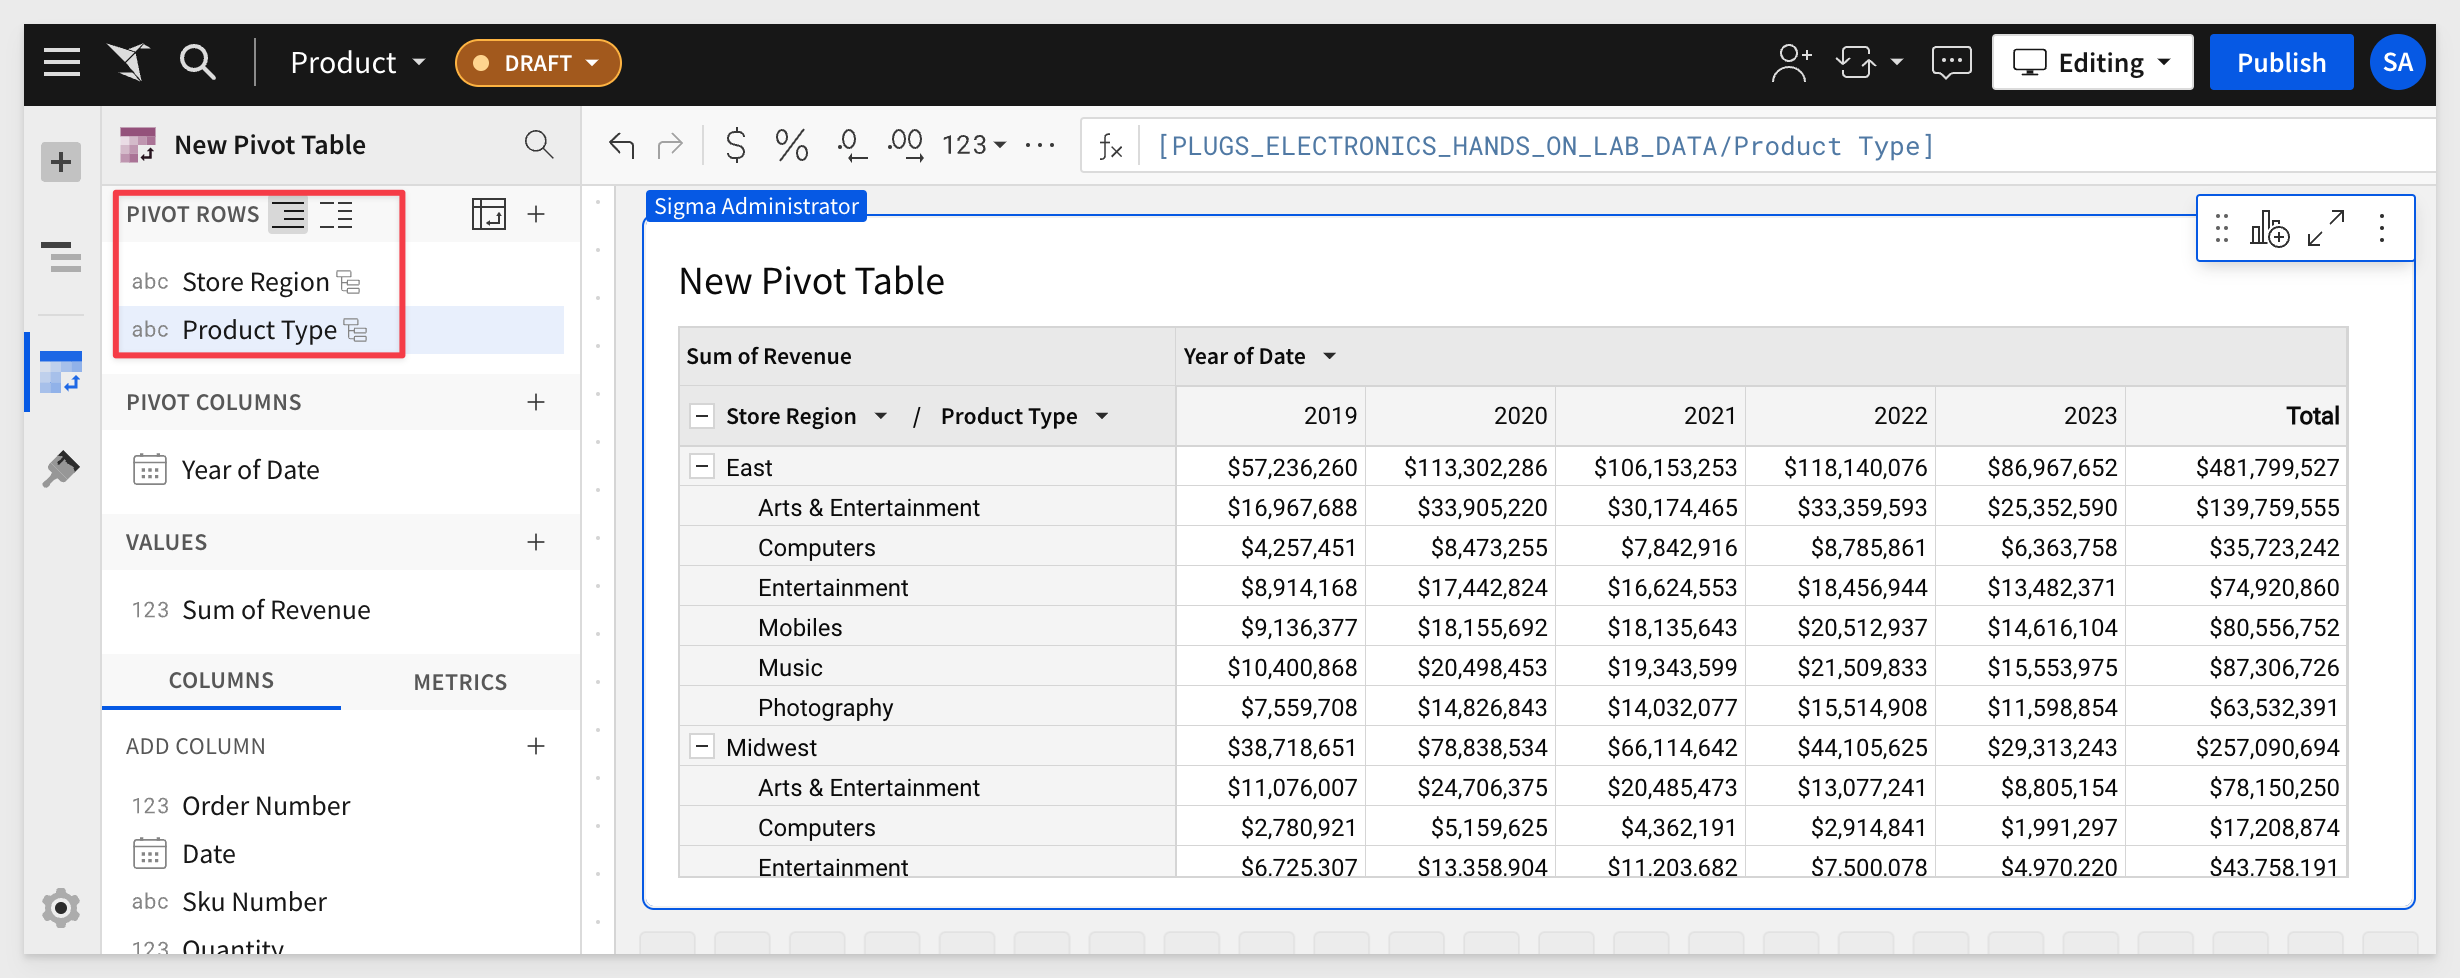 Product
DRAFT
Editing
Publish
SA
New Pivot Table
$ % .0 .00 123 ...
fx [PLUGS_ELECTRONICS_HANDS_ON_LAB_DATA/Product Type]
PIVOT ROWS
abc Store Region
abc Product Type
PIVOT COLUMNS
Year of Date
VALUES
123 Sum of Revenue
COLUMNS METRICS
ADD COLUMN
123 Order Number
Date
abc Sku Number
123 Quantity
Sigma Administrator
New Pivot Table
Sum of Revenue Year of Date
Store Region / Product Type 2019 2020 2021 2022 2023 Total
East $57,236,260 $113,302,286 $106,153,253 $118,140,076 $86,967,652 $481,799,527
Arts & Entertainment $16,967,688 $33,905,220 $30,174,465 $33,359,593 $25,352,590 $139,759,555
Computers $4,257,451 $8,473,255 $7,842,916 $8,785,861 $6,363,758 $35,723,242
Entertainment $8,914,168 $17,442,824 $16,624,553 $18,456,944 $13,482,371 $74,920,860
Mobiles $9,136,377 $18,155,692 $18,135,643 $20,512,937 $14,616,104 $80,556,752
Music $10,400,868 $20,498,453 $19,343,599 $21,509,833 $15,553,975 $87,306,726
Photography $7,559,708 $14,826,843 $14,032,077 $15,514,908 $11,598,854 $63,532,391
Midwest $38,718,651 $78,838,534 $66,114,642 $44,105,625 $29,313,243 $257,090,694
Arts & Entertainment $11,076,007 $24,706,375 $20,485,473 $13,077,241 $8,805,154 $78,150,250
Computers $2,780,921 $5,159,625 $4,362,191 $2,914,841 $1,991,297 $17,208,874
Entertainment $6,725,307 $13,358,904 $11,203,682 $7,500,078 $4,970,220 $43,758,191